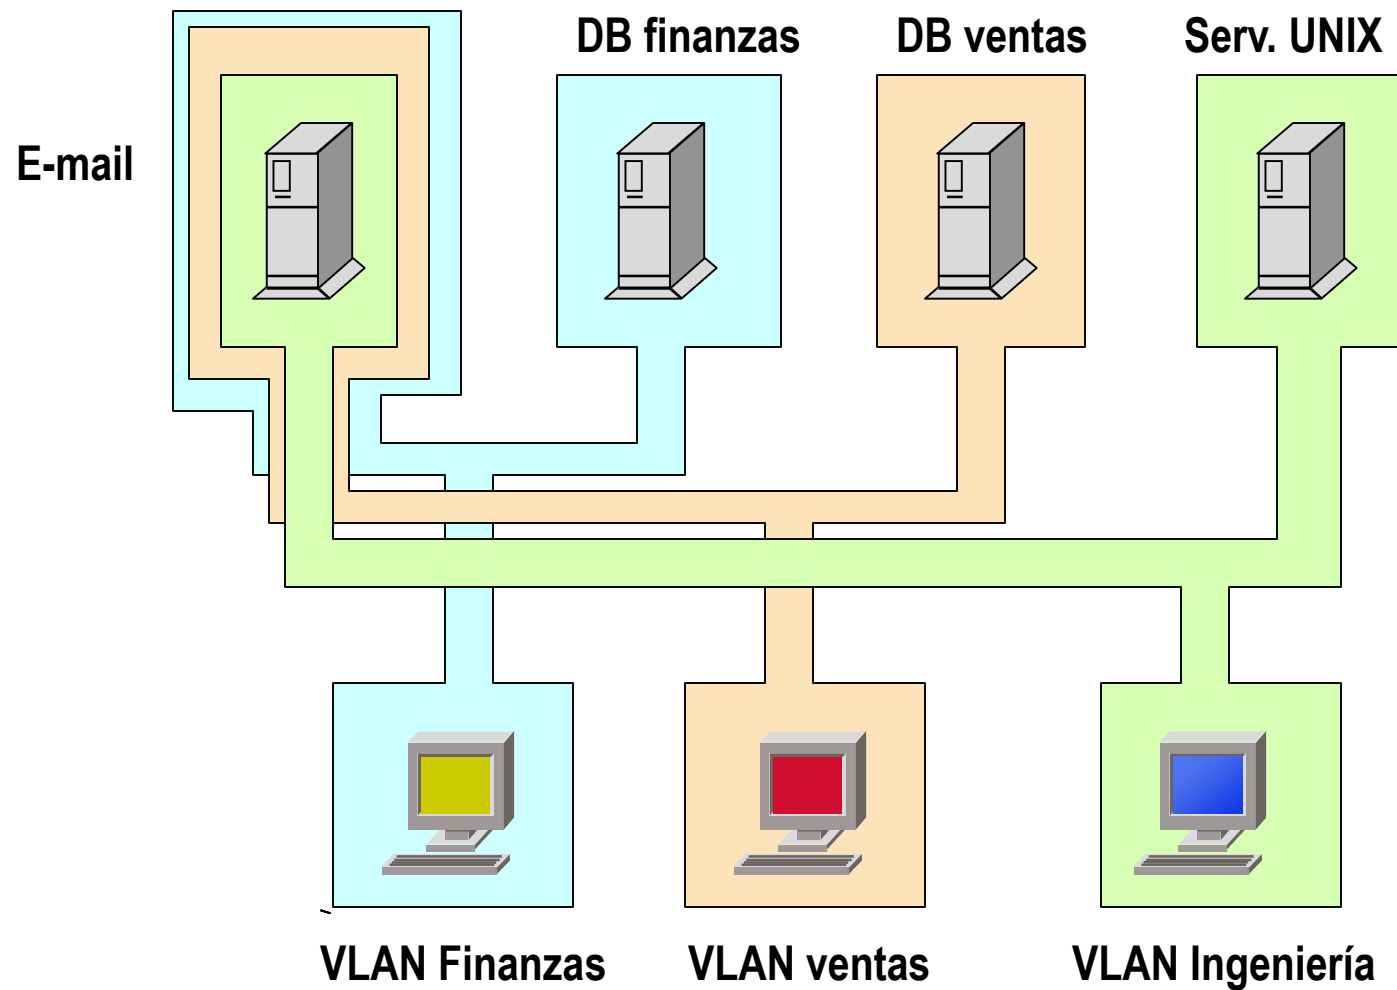 DB finanzas
DB ventas
Serv. UNIX
E-mail
VLAN Finanzas
VLAN ventas
VLAN Ingeniería